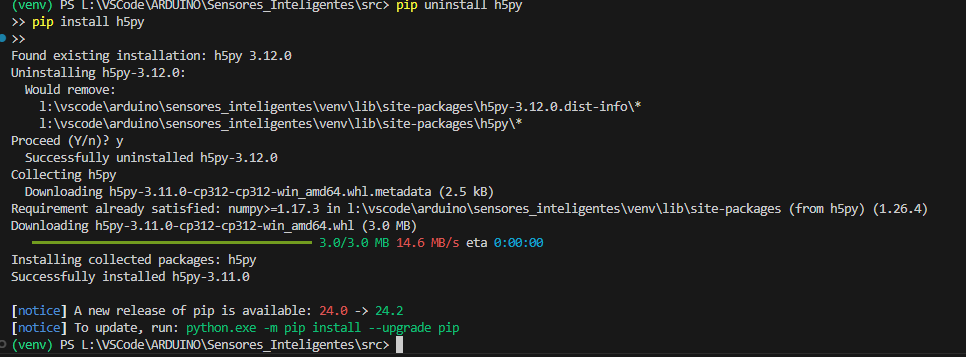 (venv) PS L:\VSCode\ARDUINO\Sensores_Inteligentes\src> pip uninstall h5py
>> pip install h5py
>>
Found existing installation: h5py 3.12.0
Uninstalling h5py-3.12.0:
  Would remove:
    l:\vscode\arduino\sensores_inteligentes\venv\lib\site-packages\h5py-3.12.0.dist-info\*
    l:\vscode\arduino\sensores_inteligentes\venv\lib\site-packages\h5py\*
Proceed (Y/n)? y
  Successfully uninstalled h5py-3.12.0
Collecting h5py
  Downloading h5py-3.11.0-cp312-cp312-win_amd64.whl.metadata (2.5 kB)
Requirement already satisfied: numpy>=1.17.3 in l:\vscode\arduino\sensores_inteligentes\venv\lib\site-packages (from h5py) (1.26.4)
Downloading h5py-3.11.0-cp312-cp312-win_amd64.whl (3.0 MB)
3.0/3.0 MB 14.6 MB/s eta 0:00:00
Installing collected packages: h5py
Successfully installed h5py-3.11.0
[notice] A new release of pip is available: 24.0 -> 24.2
[notice] To update, run: python.exe -m pip install --upgrade pip
(venv) PS L:\VSCode\ARDUINO\Sensores_Inteligentes\src>